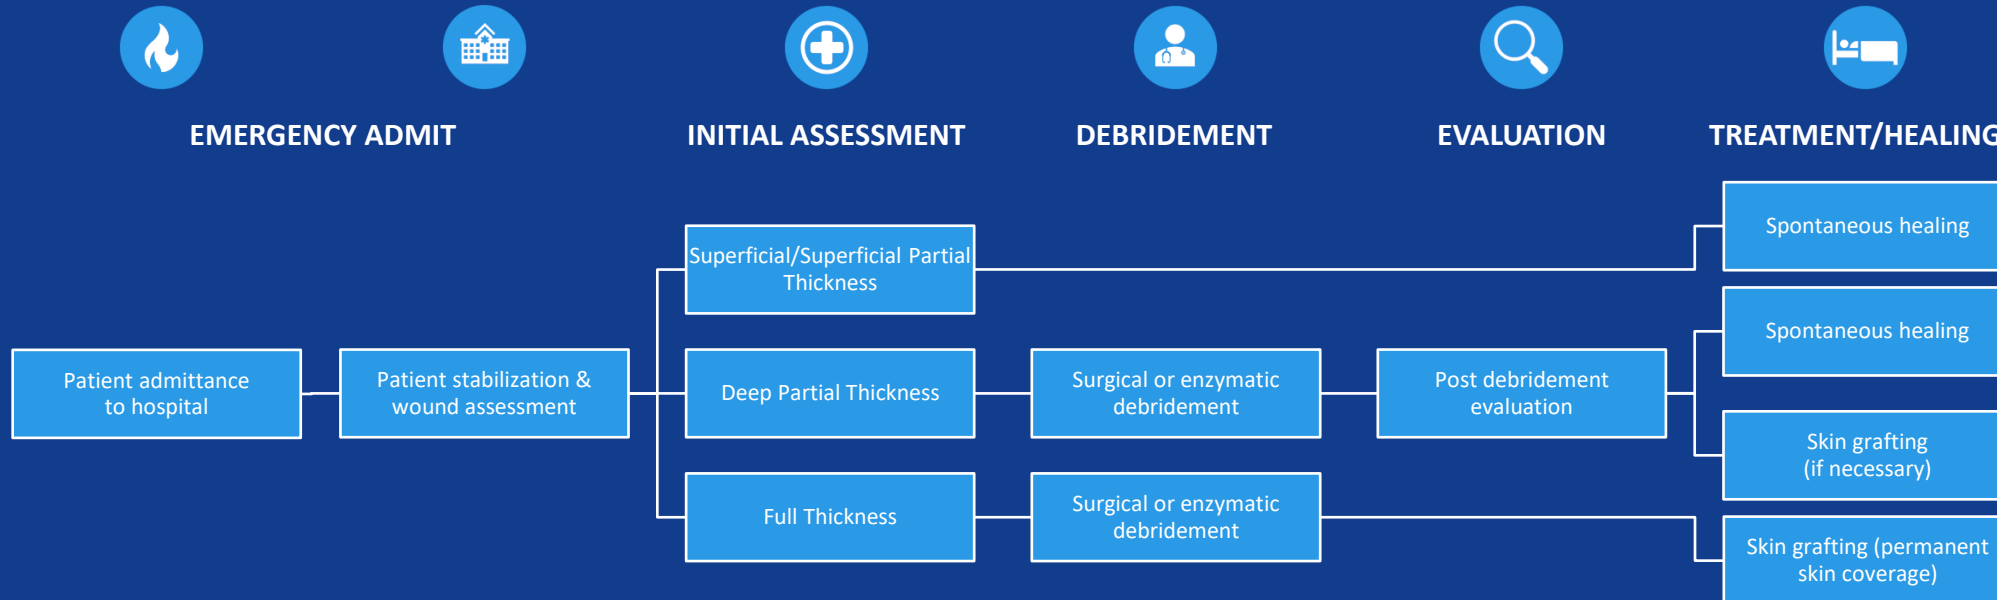 EMERGENCY ADMIT
INITIAL ASSESSMENT
DEBRIDEMENT
EVALUATION
TREATMENT/HEALING
Patient admittance
to hospital
Patient stabilization &
wound assessment
Superficial/Superficial Partial
Thickness
Deep Partial Thickness
Full Thickness
Surgical or enzymatic
debridement
Surgical or enzymatic
debridement
Post debridement
evaluation
Spontaneous healing
Spontaneous healing
Skin grafting
(if necessary)
Skin grafting (permanent
skin coverage)